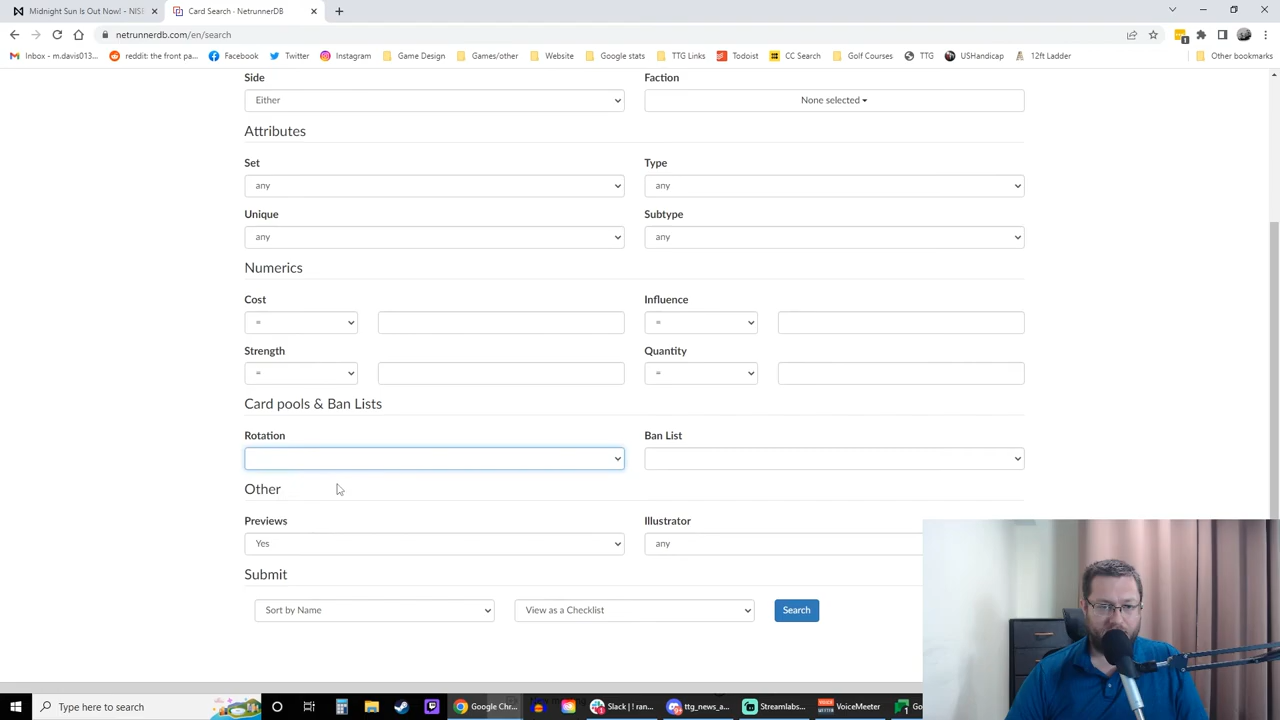 Midnight Sun Is Out Now! - NIS
Card Search - NetrunnerDB
netrunnerdb.com/en/search
Inbox - m.davis013...
reddit: the front pa...
Facebook
Twitter
Instagram
Game Design
Games/other
Website
Google stats
TTG Links
Todoist
CC Search
Golf Courses
TTG
USHandicap
12ft Ladder
Other bookmarks
Side
Faction
Either
None selected
Attributes
Set
Type
any
any
Unique
Subtype
any
any
Numerics
Cost
Influence
=
=
Strength
Quantity
=
=
Card pools & Ban Lists
Rotation
Ban List
Other
Previews
Illustrator
Yes
any
Submit
Sort by Name
View as a Checklist
Search
Type here to search
Google Chr...
Slack | ! ran...
ttg_news_a...
Streamlabs...
VoiceMeeter
Go